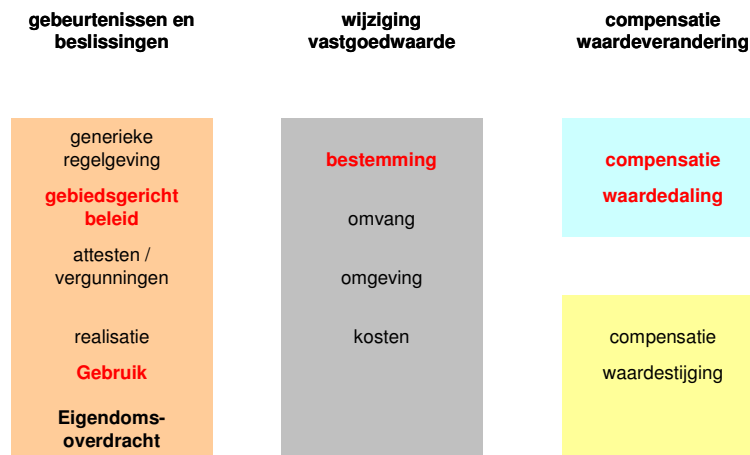 gebeurtenissen en
beslissingen
wijziging
vastgoedwaarde
compensatie
waardeverandering
generieke
regelgeving
gebiedsgericht
beleid
attesten /
vergunningen
realisatie
Gebruik
Eigendoms-
overdracht
bestemming
omvang
omgeving
kosten
compensatie
waardedaling
compensatie
waardestijging